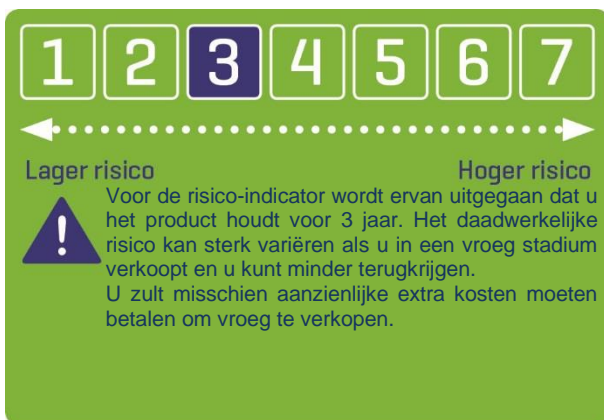 1 2 3 4 5 6 7
Lager risico Hoger risico
!
Voor de risico-indicator wordt ervan uitgegaan dat u
het product houdt voor 3 jaar. Het daadwerkelijke
risico kan sterk variëren als u in een vroeg stadium
verkoopt en u kunt minder terugkrijgen.
U zult misschien aanzienlijke extra kosten moeten
betalen om vroeg te verkopen.